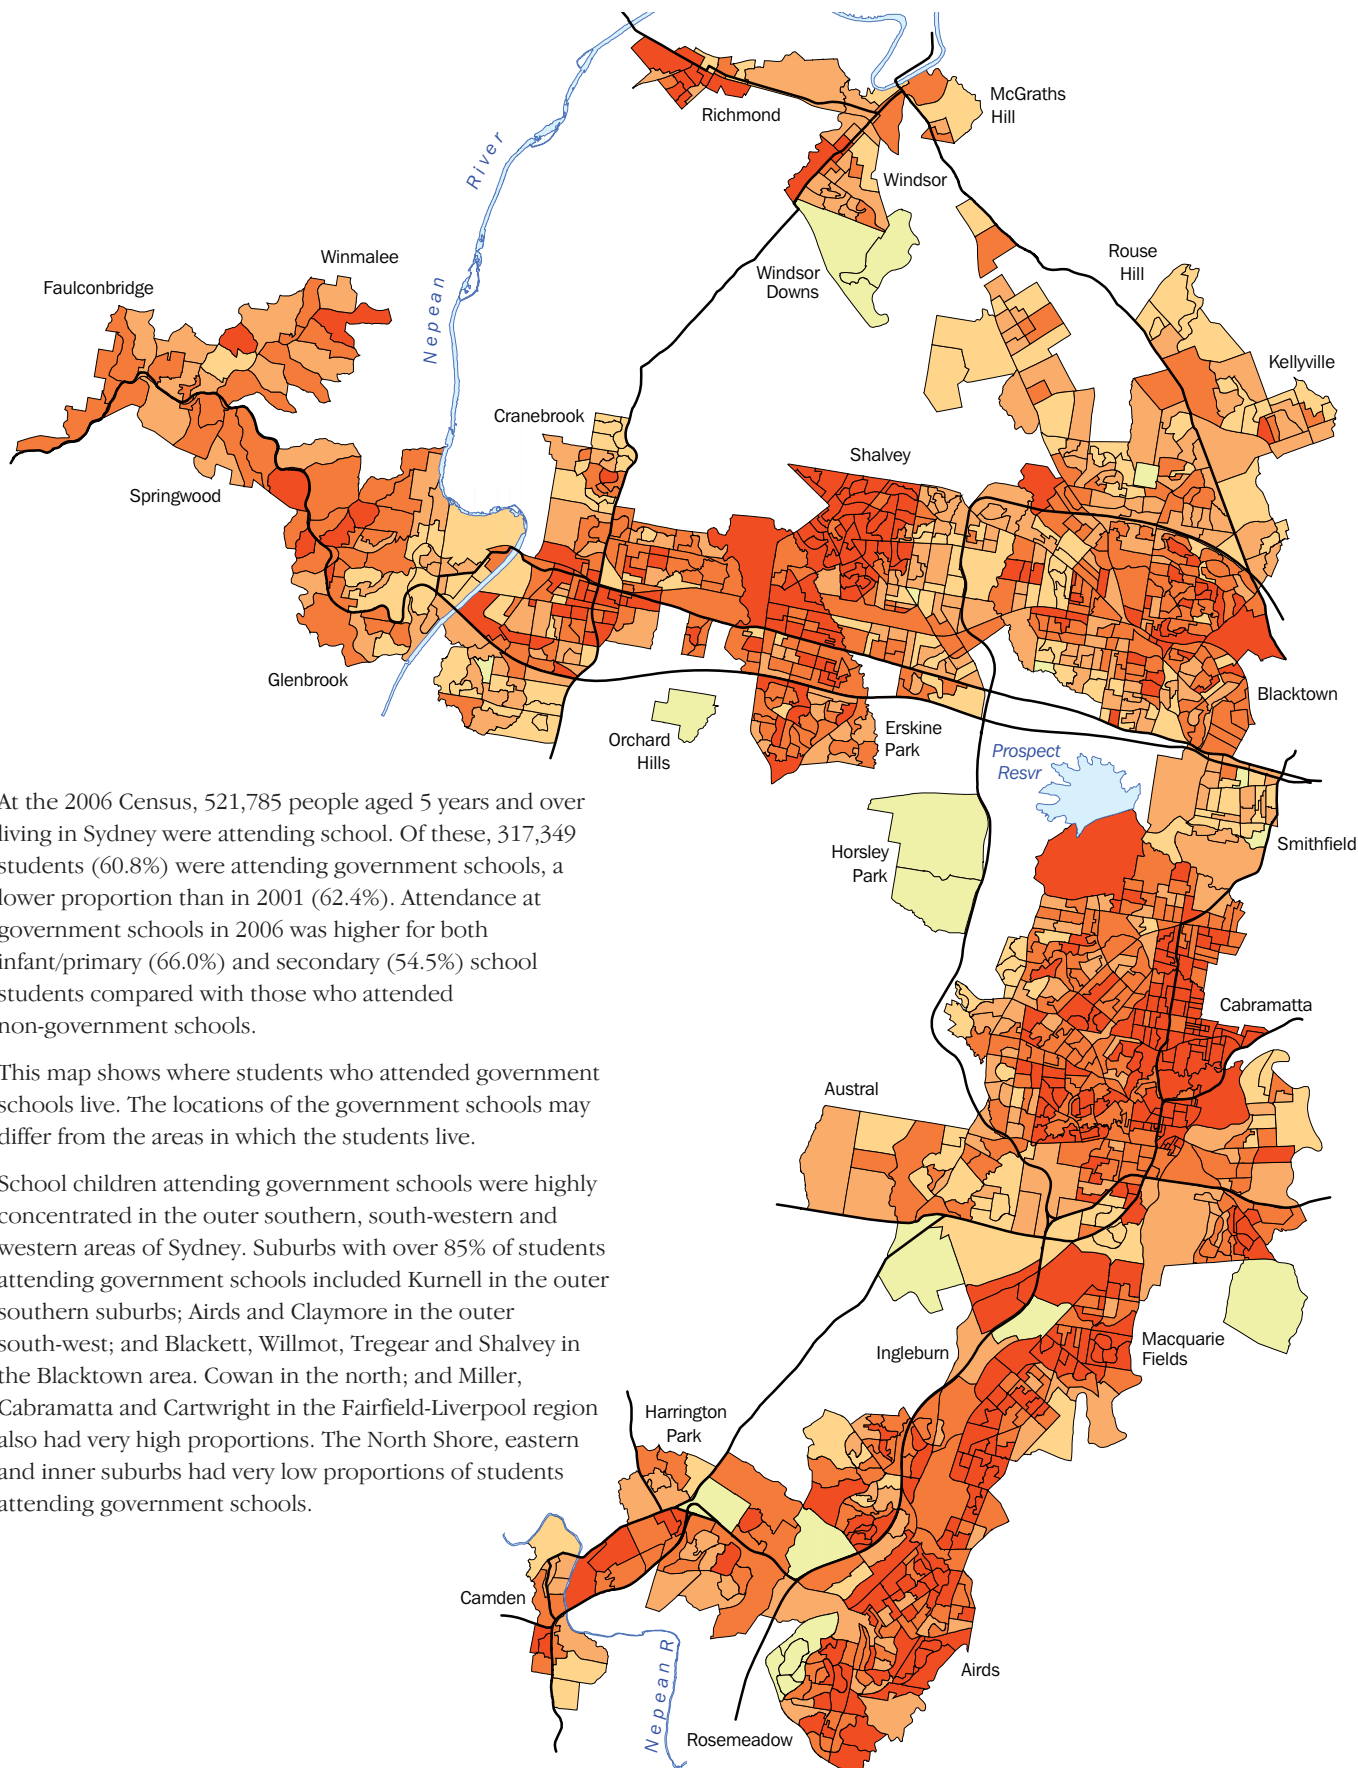 McGraths
Hill
Richmond
River
Windsor
Rouse
Hill
Winmalee
Windsor
Downs
Faulconbridge
Nepean
Kellyville
Cranebrook
Shalvey
Springwood
Glenbrook
Blacktown
Orchard
Hills
Erskine
Park
Prospect
Resvr
Smithfield
Horsley
Park
At the 2006 Census, 521,785 people aged 5 years and over
living in Sydney were attending school. Of these, 317,349
students (60.8%) were attending government schools, a
lower proportion than in 2001 (62.4%). Attendance at
government schools in 2006 was higher for both
infant/primary (66.0%) and secondary (54.5%) school
students compared with those who attended
non-government schools.
This map shows where students who attended government
schools live. The locations of the government schools may
differ from the areas in which the students live.
School children attending government schools were highly
concentrated in the outer southern, south-western and
western areas of Sydney. Suburbs with over 85% of students
attending government schools included Kurnell in the outer
southern suburbs; Airds and Claymore in the outer
south-west; and Blackett, Willmot, Tregear and Shalvey in
the Blacktown area. Cowan in the north; and Miller,
Cabramatta and Cartwright in the Fairfield-Liverpool region
also had very high proportions. The North Shore, eastern
and inner suburbs had very low proportions of students
attending government schools.
Cabramatta
Austral
Macquarie
Fields
Ingleburn
Harrington
Park
Camden
Airds
Nepean R
Rosemeadow